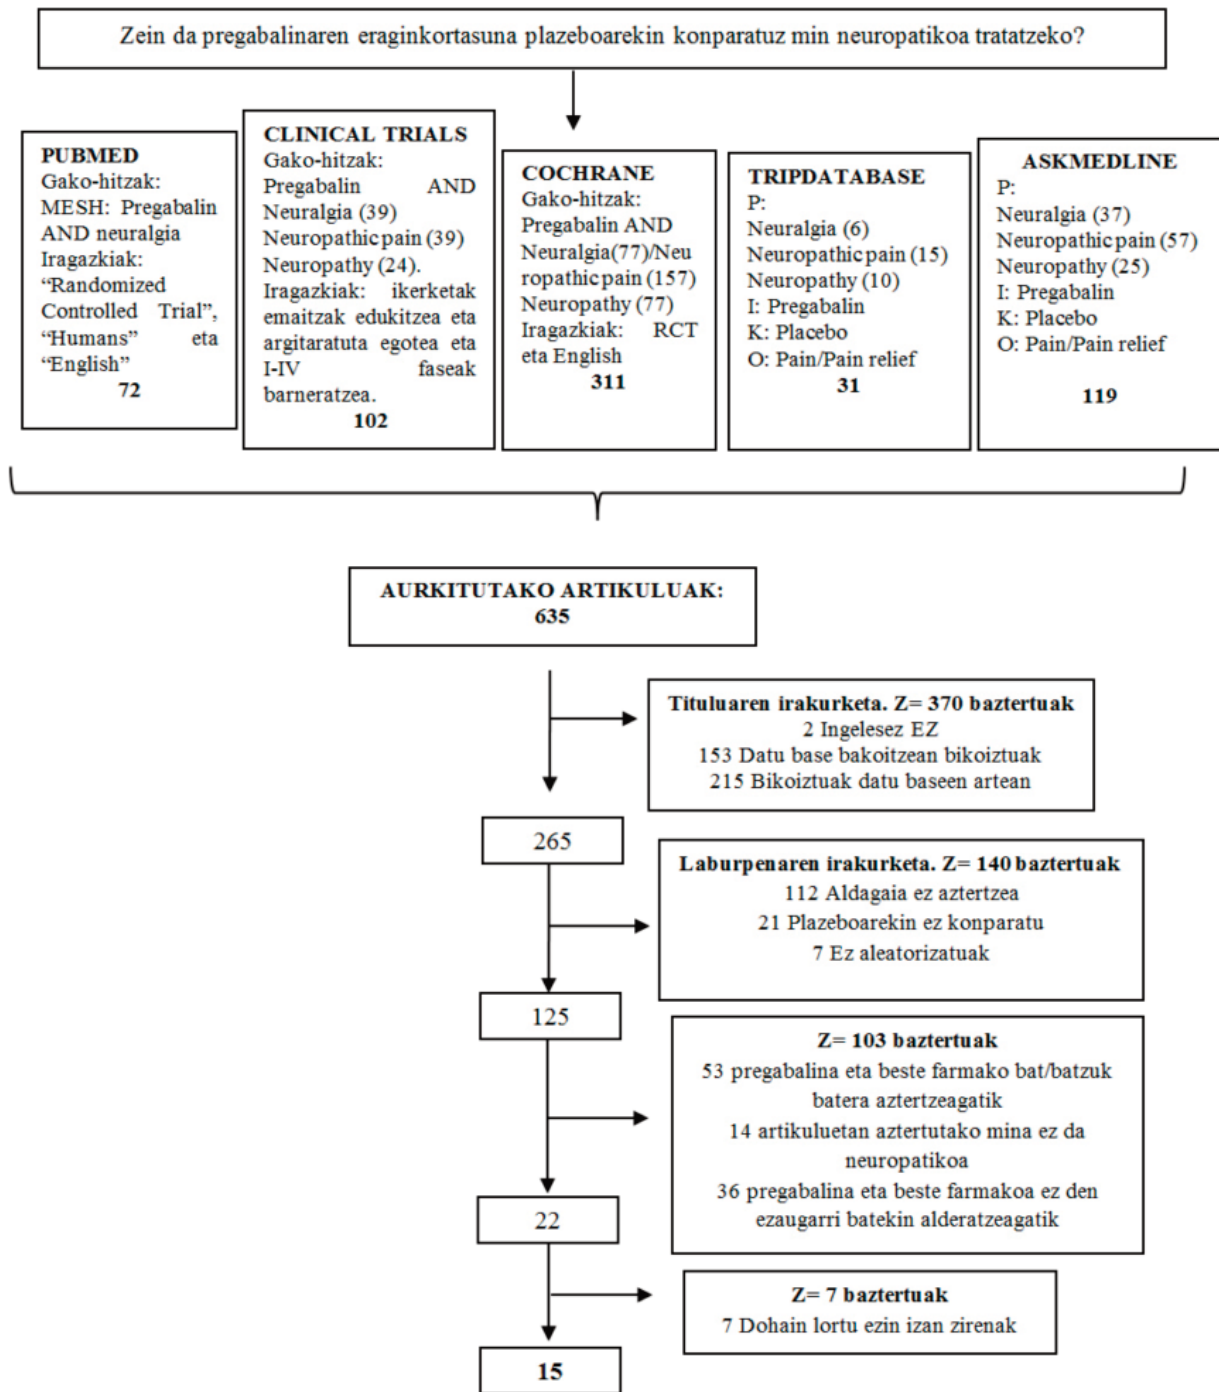 Zein da pregabalinaren eraginkortasuna plazeboarekin konparatuz min neuropatikoa tratatzeko?
PUBMED
Gako-hitzak:
MESH: Pregabalin
AND neuralgia
Iragazkiak:
“Randomized
Controlled Trial”,
“Humans” eta
“English”
72
CLINICAL TRIALS
Gako-hitzak:
Pregabalin AND
Neuralgia (39)
Neuropathic pain (39)
Neuropathy (24).
Iragazkiak: ikerketak
emaitzak edukitzea eta
argitaratuta egotea eta
I-IV faseak
barneratzea.
102
COCHRANE
Gako-hitzak:
Pregabalin AND
Neuralgia(77)/Neu
ropathic pain (157)
Neuropathy (77)
Iragazkiak: RCT
eta English
311
TRIPDATABASE
P:
Neuralgia (6)
Neuropathic pain (15)
Neuropathy (10)
I: Pregabalin
K: Placebo
O: Pain/Pain relief
31
ASKMEDLINE
P:
Neuralgia (37)
Neuropathic pain (57)
Neuropathy (25)
I: Pregabalin
K: Placebo
O: Pain/Pain relief
119
AURKITUTAKO ARTIKULUAK:
635
Tituluaren irakurketa. Z= 370 baztertuak
2 Ingelesez EZ
153 Datu base bakoitzean bikoiztuak
215 Bikoiztuak datu baseen artean
265
Laburpenaren irakurketa. Z= 140 baztertuak
112 Aldagaia ez aztertzea
21 Plazeboarekin ez konparatu
7 Ez aleatorizatuak
125
Z= 103 baztertuak
53 pregabalina eta beste farmako bat/batzuk
batera aztertzeagatik
14 artikuluetan aztertutako mina ez da
neuropatikoa
36 pregabalina eta beste farmakoa ez den
ezaugarri batekin alderatzeagatik
22
Z= 7 baztertuak
7 Dohain lortu ezin izan zirenak
15